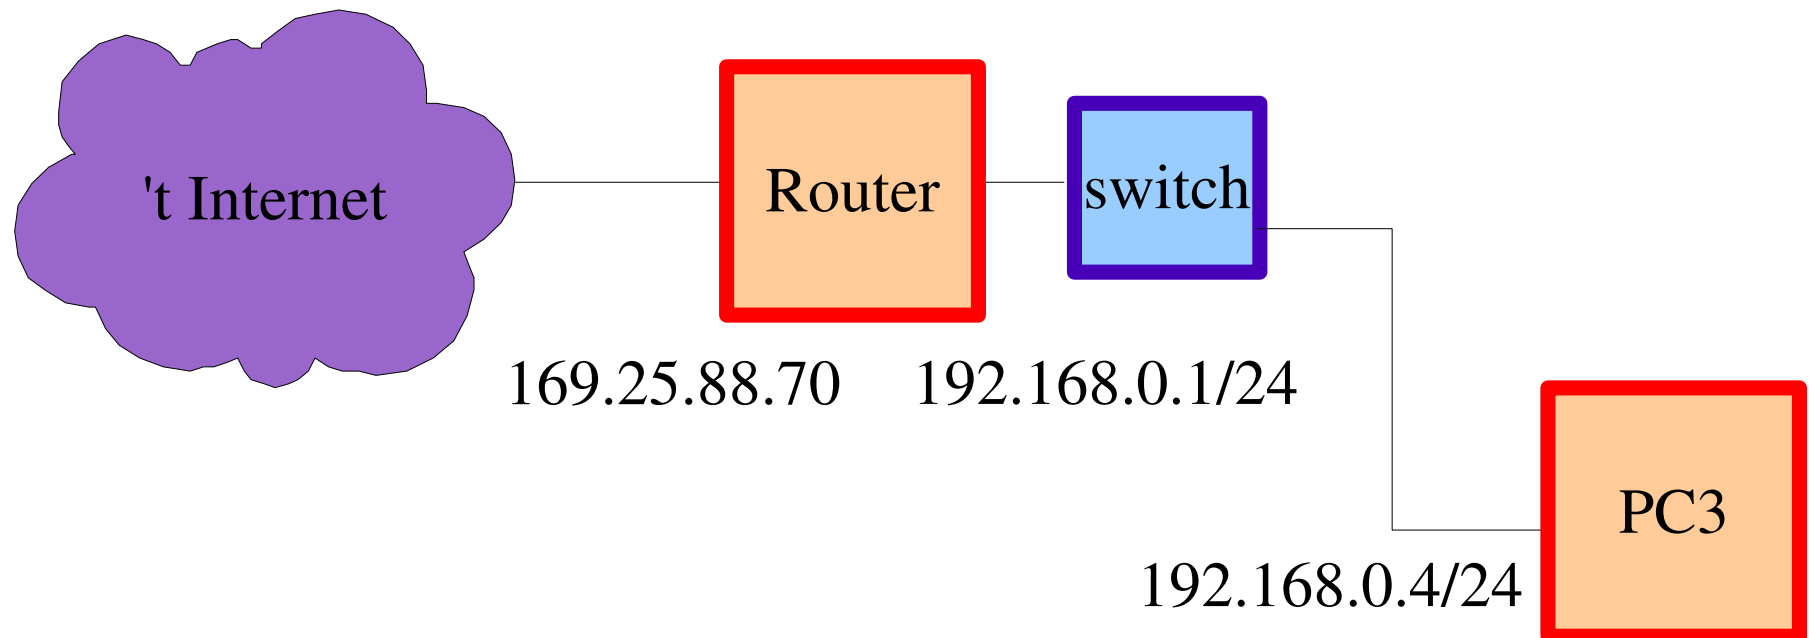 't Internet
Router
switch
169.25.88.70
192.168.0.1/24
PC3
192.168.0.4/24